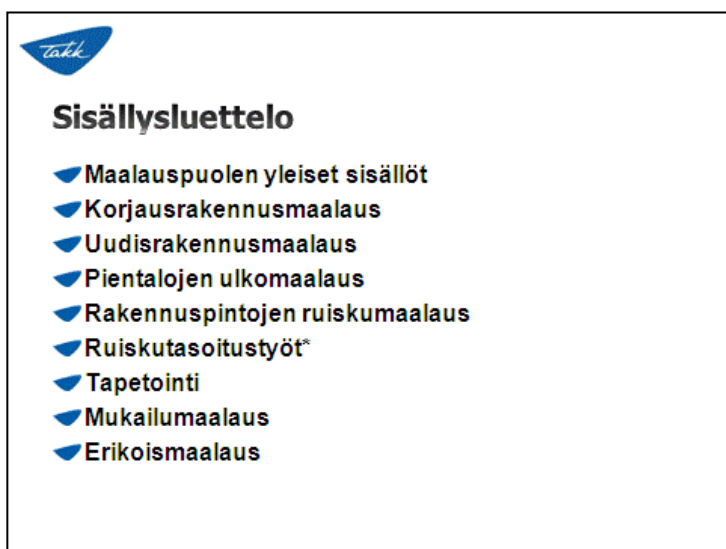 takk
Sisällysluettelo
Maalauspuolen yleiset sisällöt
Korjausrakennusmaalaus
Uudisrakennusmaalaus
Pientalojen ulkomaalaus
Rakennuspintojen ruiskumaalaus
Ruiskutasoitustyöt*
Tapetointi
Mukailumaalaus
Erikoismaalaus